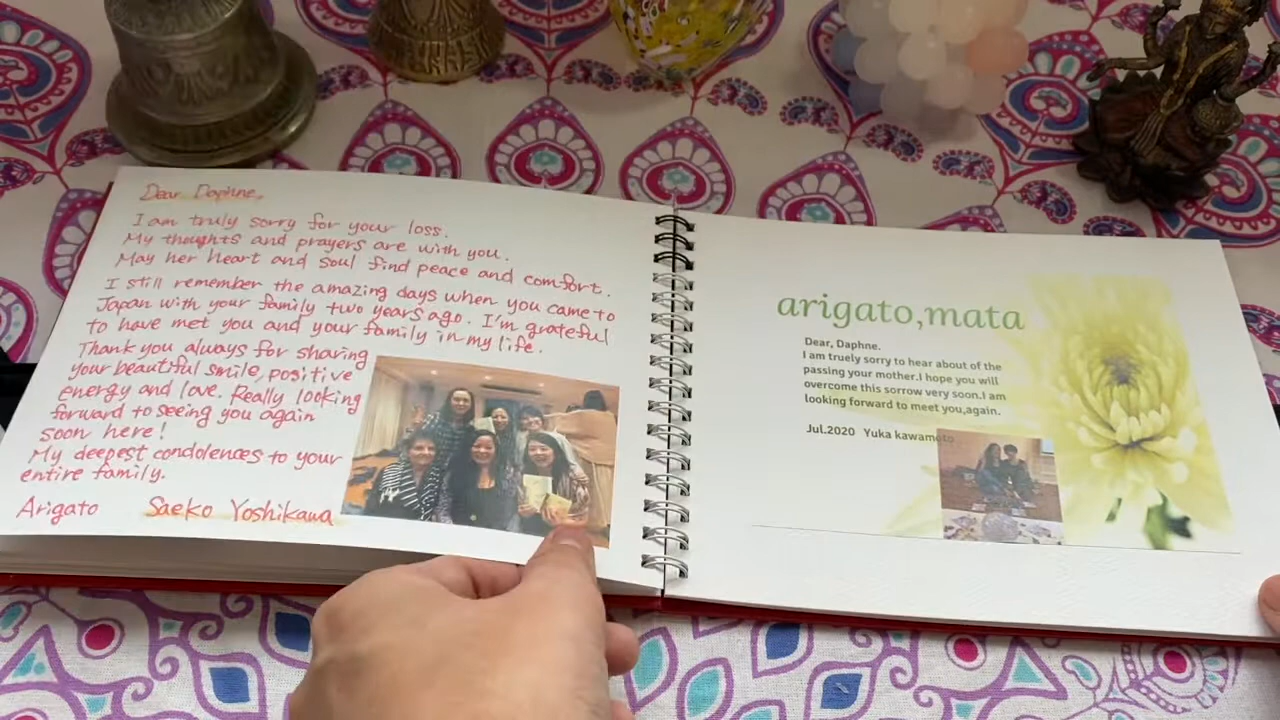 Dear Daphne,
I am truly sorry for your loss.
My thoughts and prayers are with you.
May her heart and soul find peace and comfort.
I still remember the amazing days when you came to
Japan with your family two years ago. I'm grateful
to have met you and your family in my life.
Thank you always for sharing
your beautiful smile, positive
energy and love. Really looking
forward to seeing you again
soon here!
My deepest condolences to your
entire family.
Arigato Saeko Yoshikawa
arigato,mata
Dear, Daphne.
I am truely sorry to hear about of the
passing your mother.I hope you will
overcome this sorrow very soon.I am
looking forward to meet you,again.
Jul.2020 Yuka kawamoto